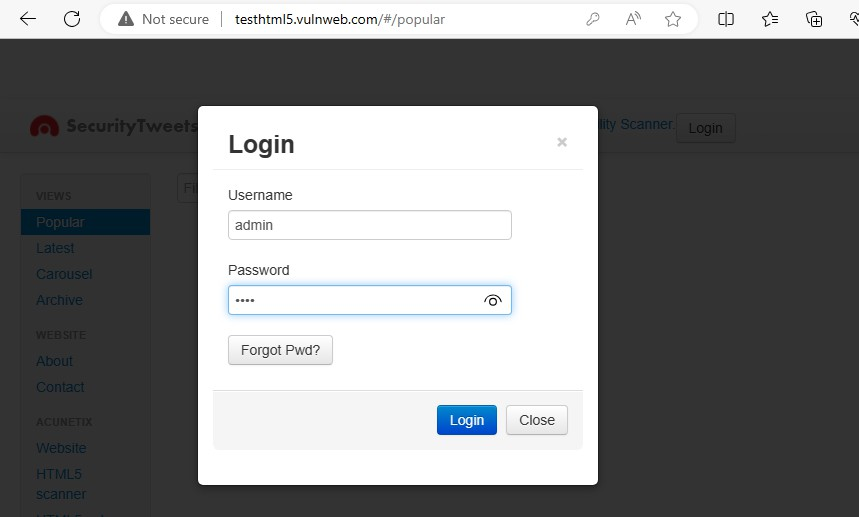 Not secure | testhtml5.vulnweb.com/#/popular
SecurityTweets
Scanner.
Login
Login
×
Username
admin
Password
••••
Forgot Pwd?
Login
Close
VIEWS
Popular
Latest
Carousel
Archive
WEBSITE
About
Contact
ACUNETIX
Website
HTML5
scanner